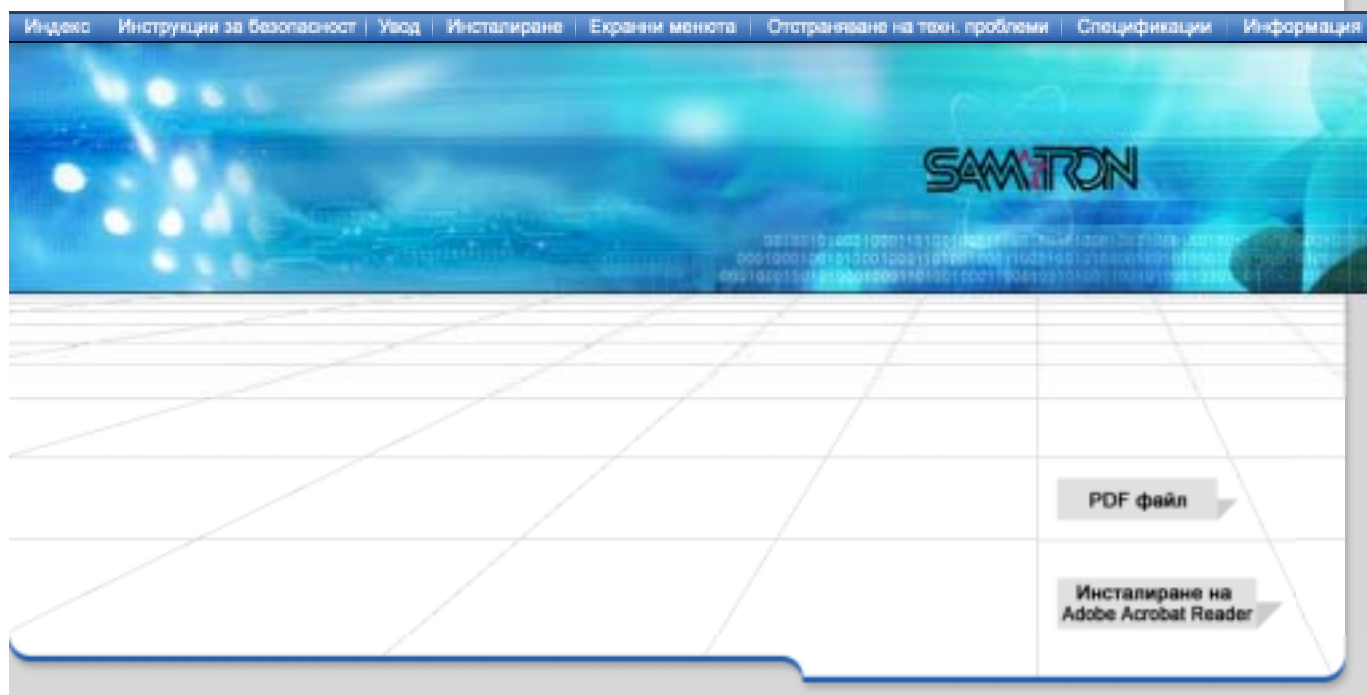 Индекс Инструкции за безопасност Увод Инсталиране Екранни менюта Отстраняване на техн. проблеми Спецификации Информация
SAMTRON
PDF файл
Инсталиране на
Adobe Acrobat Reader